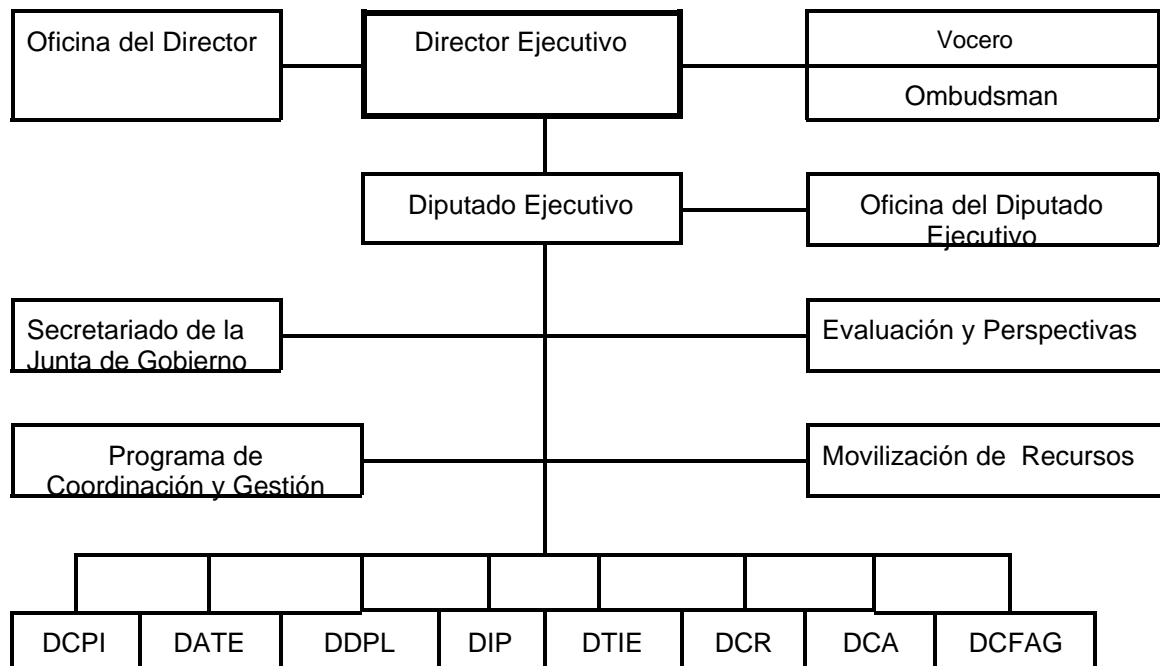 Oficina del Director
Director Ejecutivo
Vocero
Ombudsman
Diputado Ejecutivo
Oficina del Diputado
Ejecutivo
Secretariado de la
Junta de Gobierno
Evaluación y Perspectivas
Programa de
Coordinación y Gestión
Movilización de Recursos
DCPI DATE DDPL DIP DTIE DCR DCA DCFAG